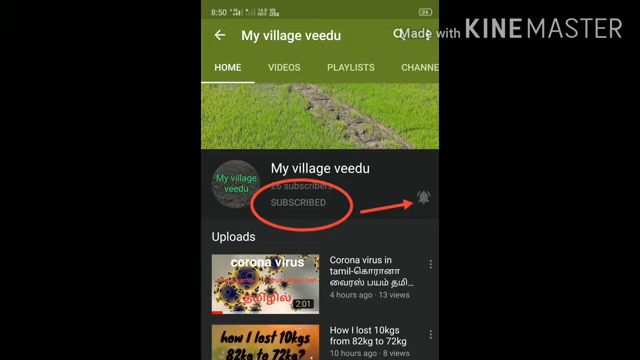 8:50
26
My village veedu
Made with KINEMASTER
HOME VIDEOS PLAYLISTS CHANNE
My village veedu
My village
veedu
26 subscribers
SUBSCRIBED
Uploads
corona virus
தமிழில்
2:01
Corona virus in
tamil-கொரானா
வைரஸ் பயம் தமி...
4 hours ago · 13 views
how I lost 10kgs
82kg to 72kg?
How I lost 10kgs
from 82kg to 72kg
10 hours ago · 8 views